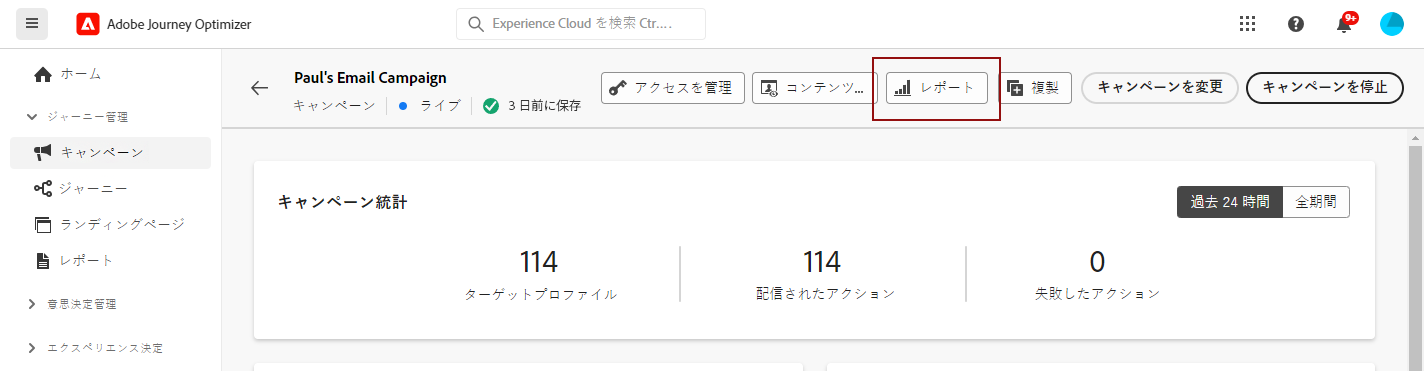 Adobe Journey Optimizer
Experience Cloud を検索 Ctr....
9+
ホーム
ジャーニー管理
キャンペーン
ジャーニー
ランディングページ
レポート
意思決定管理
エクスペリエンス決定
Paul's Email Campaign
キャンペーン ライブ 3 日前に保存
アクセスを管理 コンテンツ... レポート 複製 キャンペーンを変更 キャンペーンを停止
キャンペーン統計
過去 24 時間 全期間
114 114 0
ターゲットプロファイル 配信されたアクション 失敗したアクション